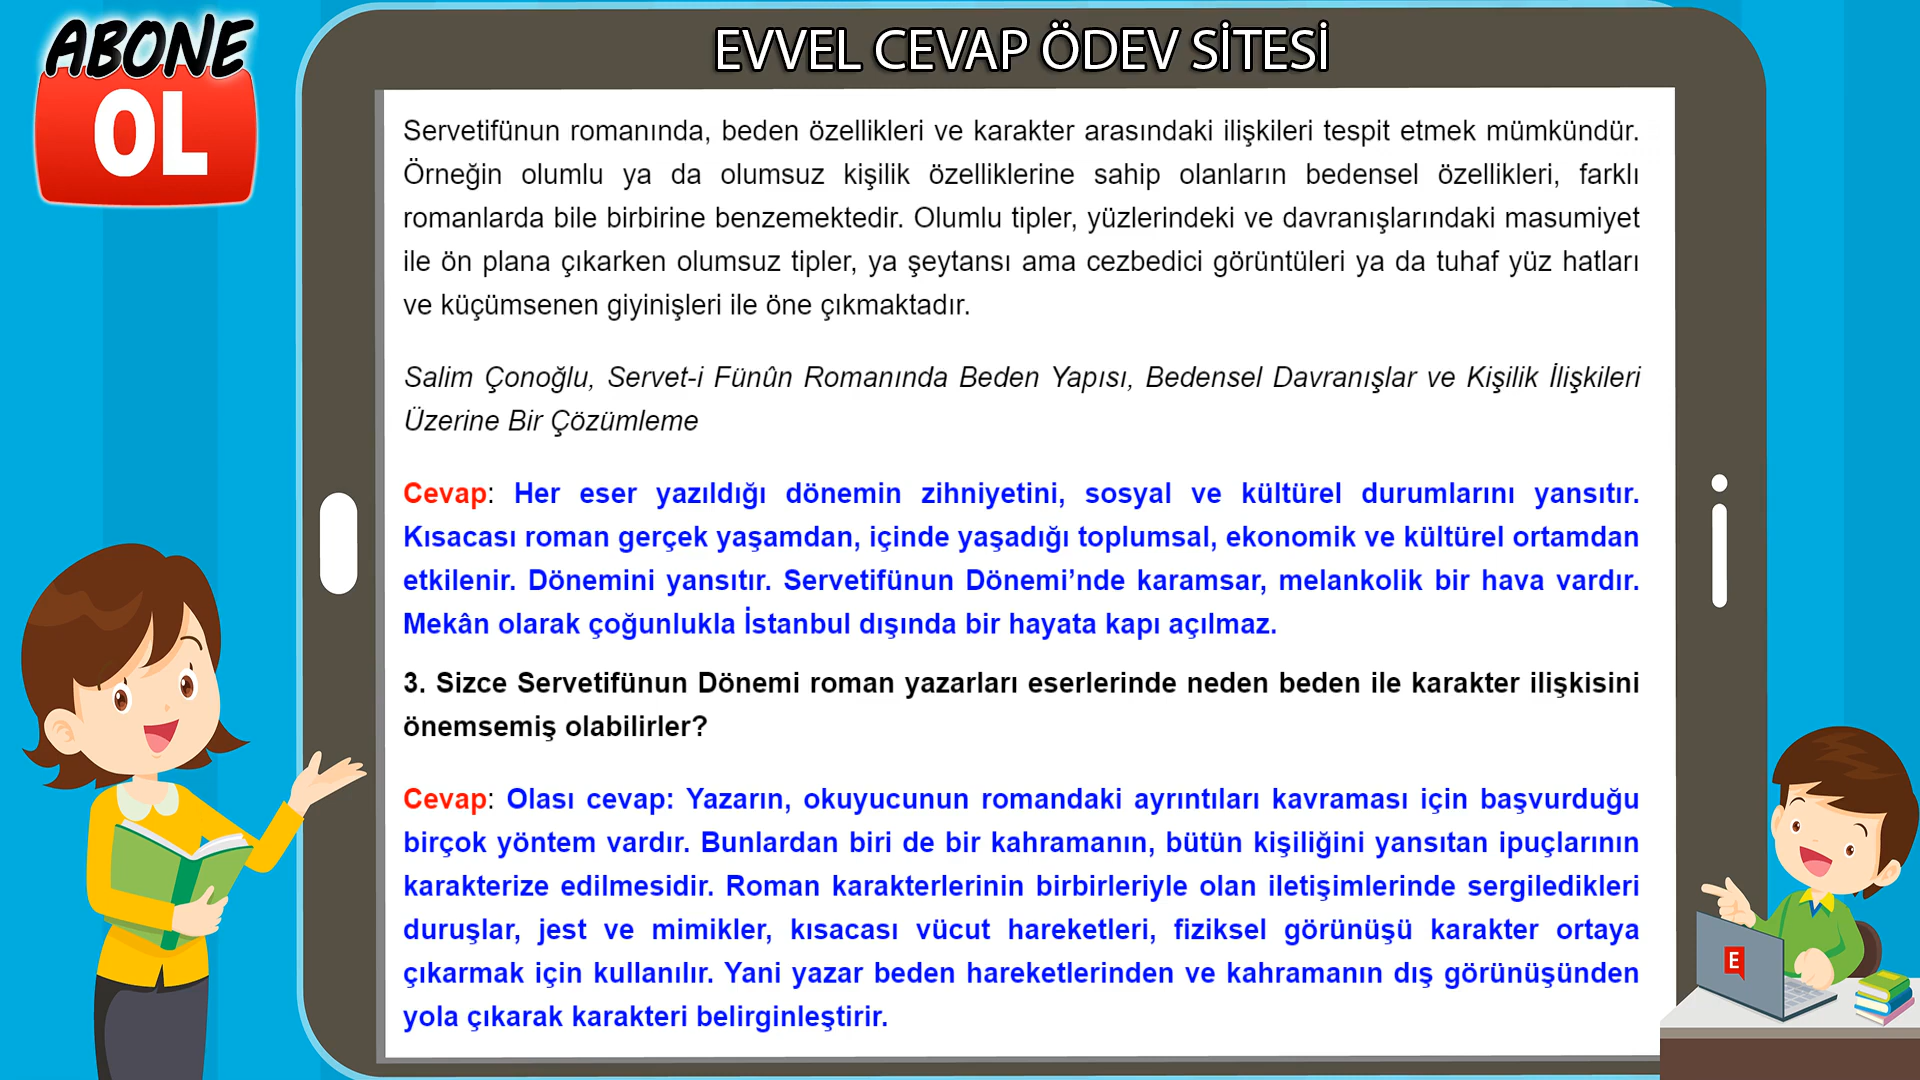 ABONE
OL
EVVEL CEVAP ÖDEV SİTESİ
Servetifünun romanında, beden özellikleri ve karakter arasındaki ilişkileri tespit etmek mümkündür.
Örneğin olumlu ya da olumsuz kişilik özelliklerine sahip olanların bedensel özellikleri, farklı
romanlarda bile birbirine benzemektedir. Olumlu tipler, yüzlerindeki ve davranışlarındaki masumiyet
ile ön plana çıkarken olumsuz tipler, ya şeytansı ama cezbedici görüntüleri ya da tuhaf yüz hatları
ve küçümsenen giyinişleri ile öne çıkmaktadır.
Salim Çonoğlu, Servet-i Fünûn Romanında Beden Yapısı, Bedensel Davranışlar ve Kişilik İlişkileri
Üzerine Bir Çözümleme
Cevap: Her eser yazıldığı dönemin zihniyetini, sosyal ve kültürel durumlarını yansıtır.
Kısacası roman gerçek yaşamdan, içinde yaşadığı toplumsal, ekonomik ve kültürel ortamdan
etkilenir. Dönemini yansıtır. Servetifünun Dönemi’nde karamsar, melankolik bir hava vardır.
Mekân olarak çoğunlukla İstanbul dışında bir hayata kapı açılmaz.
3. Sizce Servetifünun Dönemi roman yazarları eserlerinde neden beden ile karakter ilişkisini
önemsemiş olabilirler?
Cevap: Olası cevap: Yazarın, okuyucunun romandaki ayrıntıları kavraması için başvurduğu
birçok yöntem vardır. Bunlardan biri de bir kahramanın, bütün kişiliğini yansıtan ipuçlarının
karakterize edilmesidir. Roman karakterlerinin birbirleriyle olan iletişimlerinde sergiledikleri
duruşlar, jest ve mimikler, kısacası vücut hareketleri, fiziksel görünüşü karakter ortaya
çıkarmak için kullanılır. Yani yazar beden hareketlerinden ve kahramanın dış görünüşünden
yola çıkarak karakteri belirginleştirir.
E